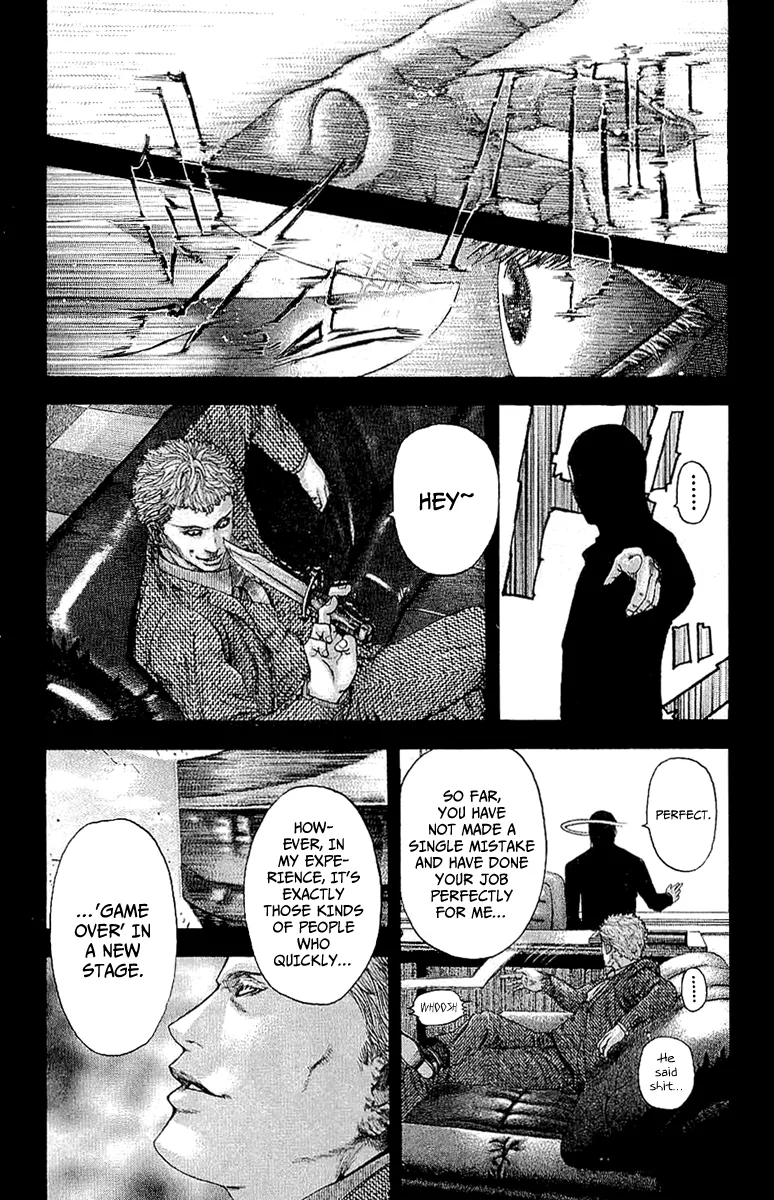 ......
HEY~
PERFECT.
SO FAR,
YOU HAVE
NOT MADE A
SINGLE MISTAKE
AND HAVE DONE
YOUR JOB
PERFECTLY
FOR ME...
......
WHOOSH
He
said
shit...
HOW-
EVER, IN
MY EXPE-
RIENCE, IT'S
EXACTLY
THOSE KINDS
OF PEOPLE
WHO
QUICKLY...
...'GAME
OVER' IN
A NEW
STAGE.